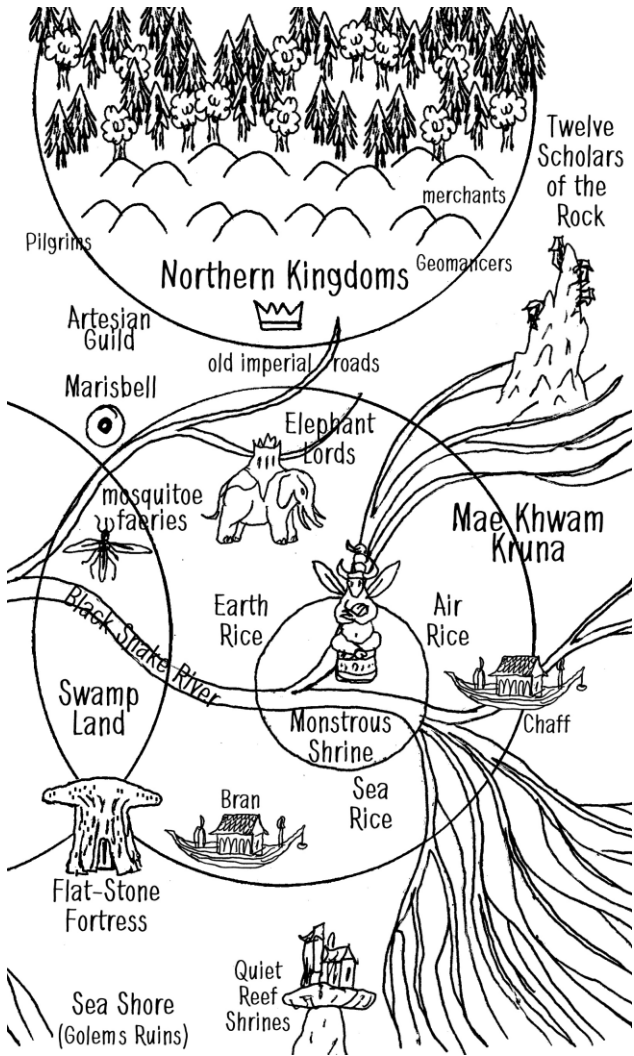 Twelve
Scholars
of the
Rock
merchants
Pilgrims
Geomancers
Northern Kingdoms
Artesian
Guild
old imperial roads
Marisbell
Elephant
Lords
mosquitoe
faeries
Mae Khwam
Kruna
Earth
Rice
Air
Rice
Black Snake River
Swamp
Land
Monstrous
Shrine
Chaff
Sea
Rice
Bran
Flat-Stone
Fortress
Quiet
Reef
Shrines
Sea Shore
(Golems Ruins)